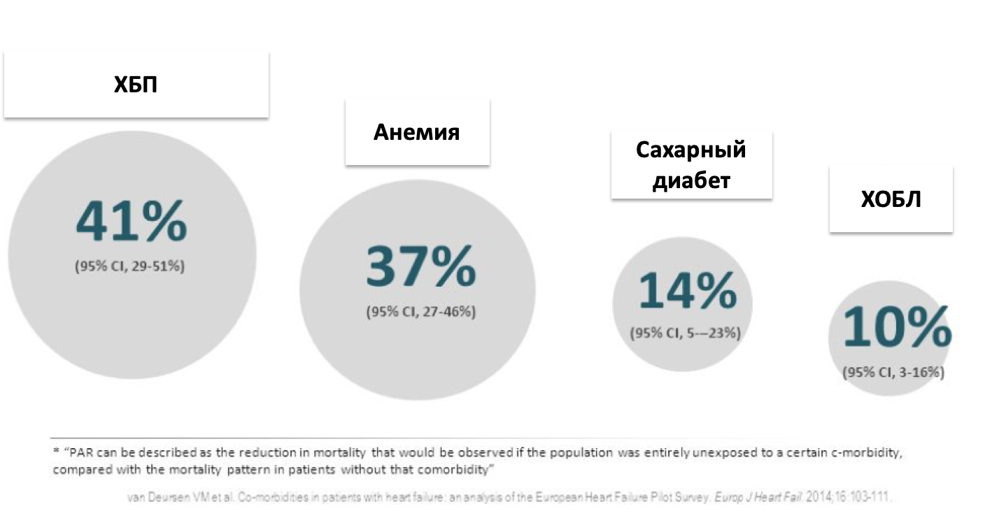 ХБП
41%
(95% CI, 29-51%)
Анемия
37%
(95% CI, 27-46%)
Сахарный
диабет
14%
(95% CI, 5-–23%)
ХОБЛ
10%
(95% CI, 3-16%)
* “PAR can be described as the reduction in mortality that would be observed if the population was entirely unexposed to a certain c-morbidity,
compared with the mortality pattern in patients without that comorbidity”
van Deursen VM et al. Co-morbidities in patients with heart failure: an analysis of the European Heart Failure Pilot Survey. Europ J Heart Fail. 2014;16:103-111.